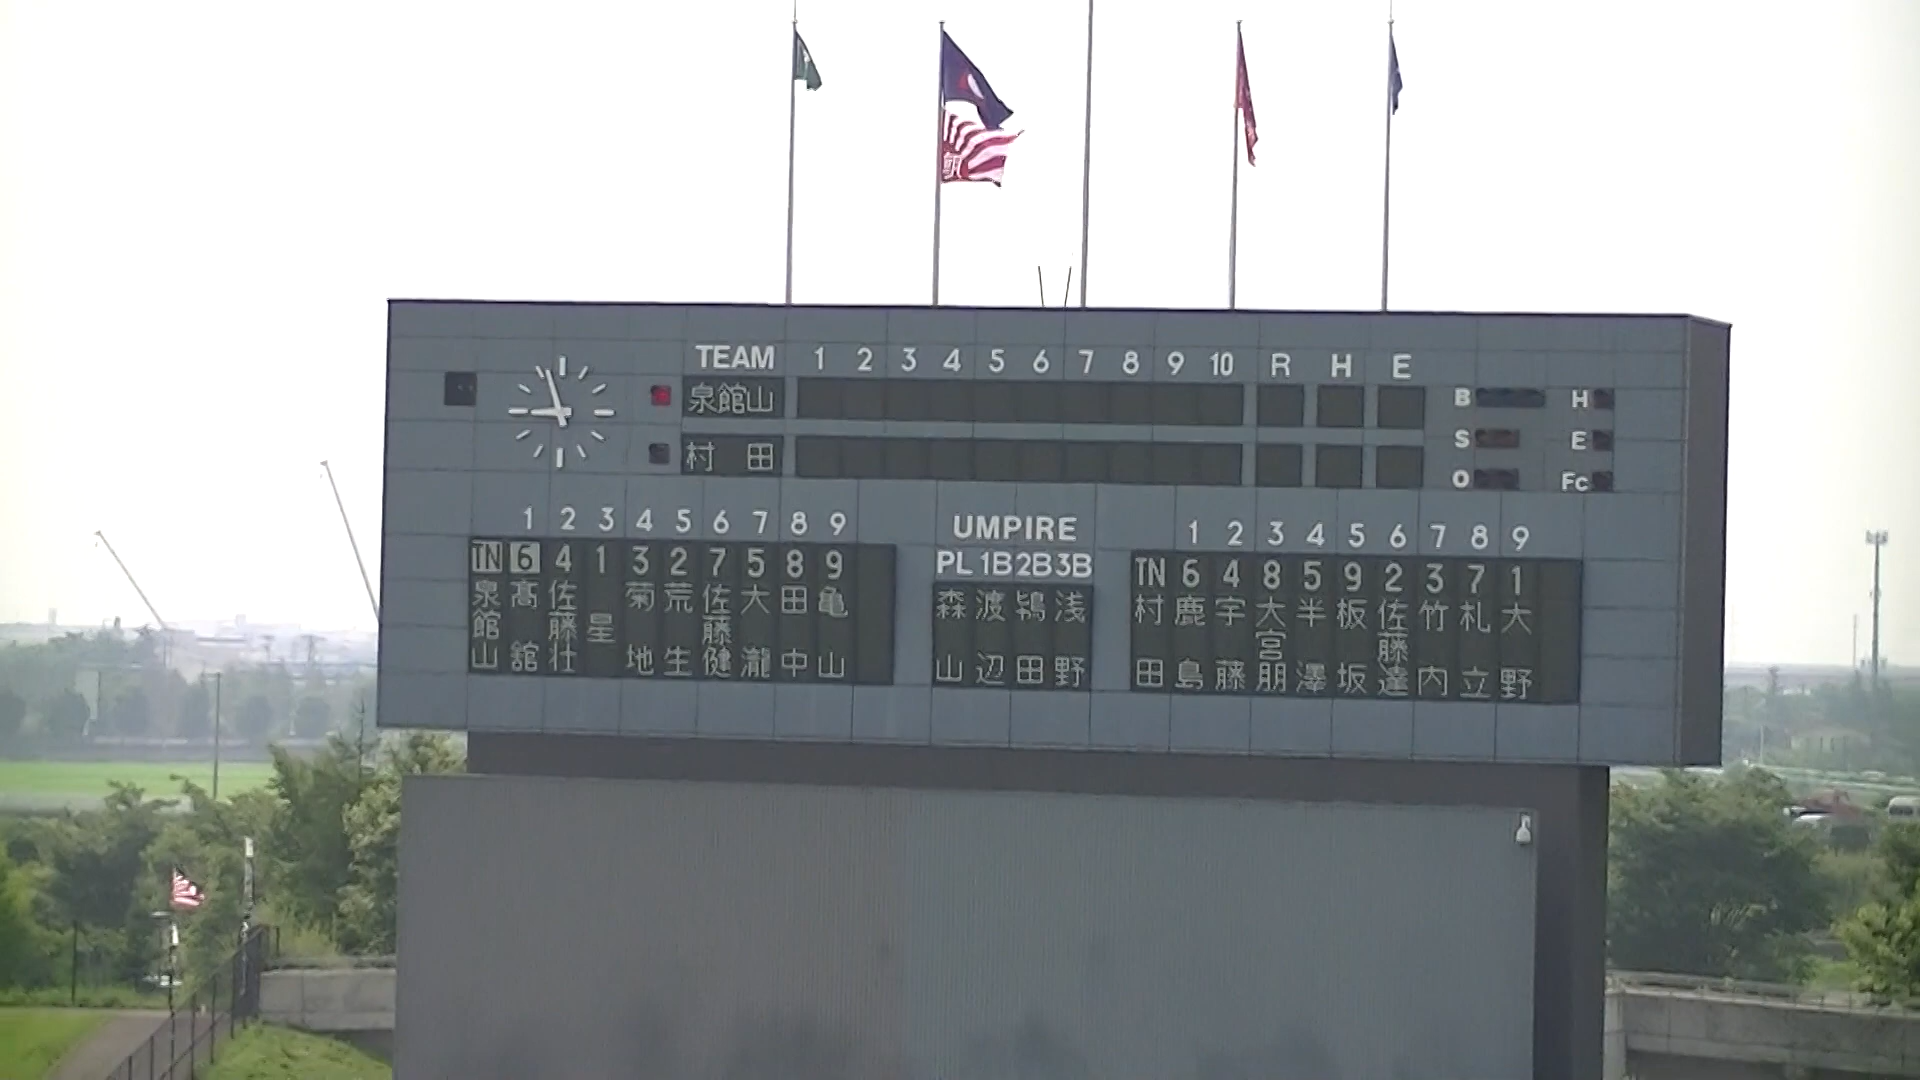 TEAM 1 2 3 4 5 6 7 8 9 10 R H E
泉館山
B H
村田
S E
O Fc
1 2 3 4 5 6 7 8 9
TN 6 4 1 3 2 7 5 8 9
泉館山 髙舘 佐藤壮 星 菊地 荒生 佐藤健 大瀧 田中 亀山
UMPIRE
PL 1B 2B 3B
森山 渡辺 鴇田 浅野
1 2 3 4 5 6 7 8 9
TN 6 4 8 5 9 2 3 7 1
村田 鹿島 宇藤 大宮朋 半澤 板坂 佐藤達 竹内 札立 大野